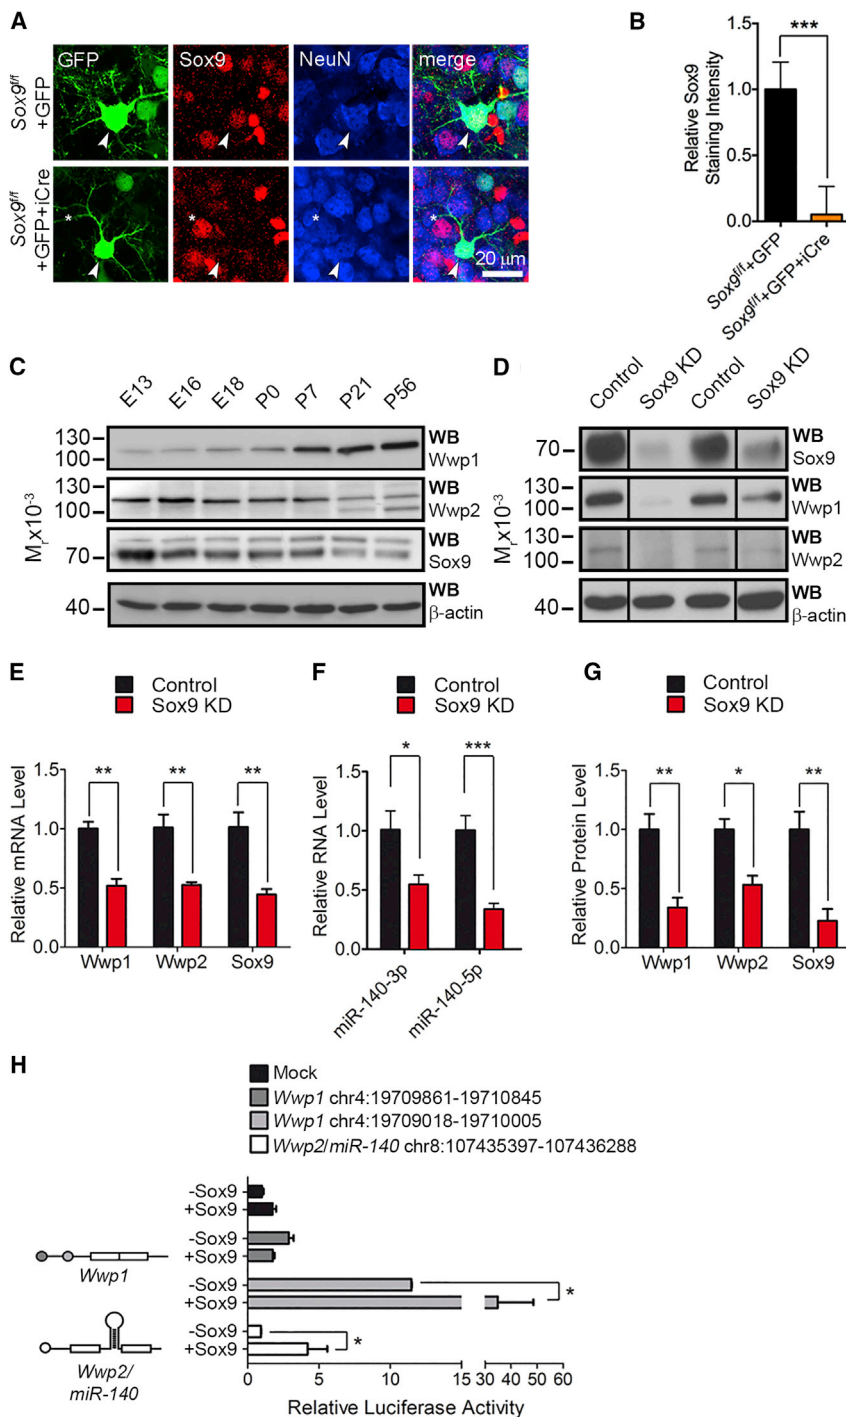 A
GFP Sox9 NeuN merge
Sox9f/f
+GFP
Sox9f/f
+GFP+iCre
*
*
*
*
20 µm
B
Relative Sox9
Staining Intensity
1.5
1.0
0.5
0.0
***
Sox9f/f+GFP
Sox9f/f+GFP+iCre
C
E13 E16 E18 P0 P7 P21 P56
Mrx10-3
130
100
WB
Wwp1
130
100
WB
Wwp2
70
WB
Sox9
40
WB
β-actin
D
Control Sox9 KD Control Sox9 KD
Mrx10-3
70
WB
Sox9
130
100
WB
Wwp1
130
100
WB
Wwp2
40
WB
β-actin
E
Control
Sox9 KD
Relative mRNA Level
1.5
1.0
0.5
0.0
** ** **
Wwp1 Wwp2 Sox9
F
Control
Sox9 KD
Relative RNA Level
1.5
1.0
0.5
0.0
* ***
miR-140-3p miR-140-5p
G
Control
Sox9 KD
Relative Protein Level
1.5
1.0
0.5
0.0
** * **
Wwp1 Wwp2 Sox9
H
Mock
Wwp1 chr4:19709861-19710845
Wwp1 chr4:19709018-19710005
Wwp2/miR-140 chr8:107435397-107436288
-Sox9
+Sox9
-Sox9
+Sox9
Wwp1
-Sox9
+Sox9
*
-Sox9
+Sox9
*
Wwp2/
miR-140
0 5 10 15 30 40 50 60
Relative Luciferase Activity